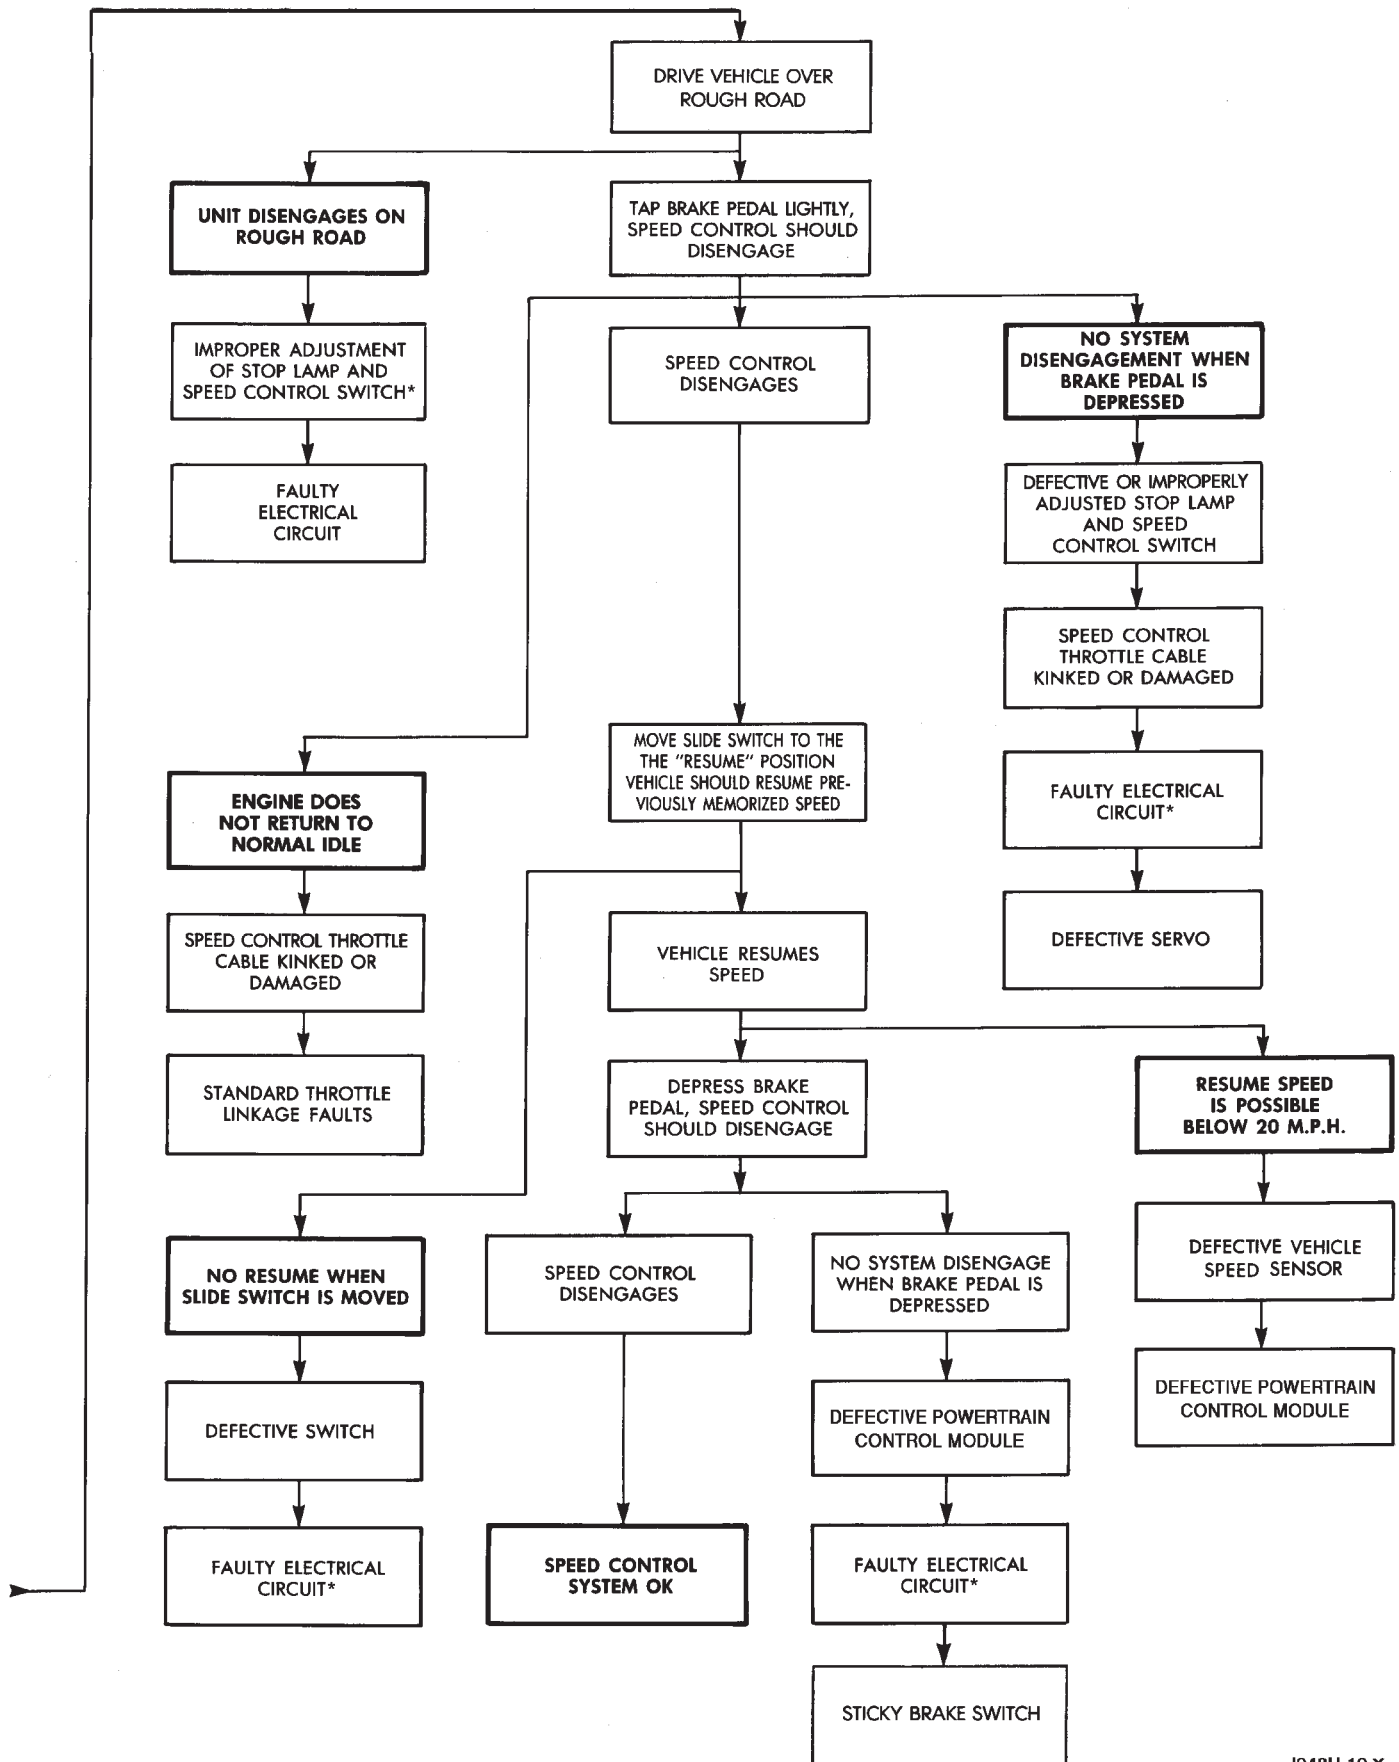 DRIVE VEHICLE OVER
ROUGH ROAD
UNIT DISENGAGES ON
ROUGH ROAD
TAP BRAKE PEDAL LIGHTLY,
SPEED CONTROL SHOULD
DISENGAGE
IMPROPER ADJUSTMENT
OF STOP LAMP AND
SPEED CONTROL SWITCH*
SPEED CONTROL
DISENGAGES
NO SYSTEM
DISENGAGEMENT WHEN
BRAKE PEDAL IS
DEPRESSED
FAULTY
ELECTRICAL
CIRCUIT
DEFECTIVE OR IMPROPERLY
ADJUSTED STOP LAMP
AND SPEED
CONTROL SWITCH
SPEED CONTROL
THROTTLE CABLE
KINKED OR DAMAGED
MOVE SLIDE SWITCH TO THE
THE "RESUME" POSITION
VEHICLE SHOULD RESUME PRE-
VIOUSLY MEMORIZED SPEED
FAULTY ELECTRICAL
CIRCUIT*
ENGINE DOES
NOT RETURN TO
NORMAL IDLE
SPEED CONTROL THROTTLE
CABLE KINKED OR
DAMAGED
VEHICLE RESUMES
SPEED
DEFECTIVE SERVO
STANDARD THROTTLE
LINKAGE FAULTS
DEPRESS BRAKE
PEDAL, SPEED CONTROL
SHOULD DISENGAGE
RESUME SPEED
IS POSSIBLE
BELOW 20 M.P.H.
NO RESUME WHEN
SLIDE SWITCH IS MOVED
SPEED CONTROL
DISENGAGES
NO SYSTEM DISENGAGE
WHEN BRAKE PEDAL IS
DEPRESSED
DEFECTIVE VEHICLE
SPEED SENSOR
DEFECTIVE SWITCH
DEFECTIVE POWERTRAIN
CONTROL MODULE
DEFECTIVE POWERTRAIN
CONTROL MODULE
FAULTY ELECTRICAL
CIRCUIT*
SPEED CONTROL
SYSTEM OK
FAULTY ELECTRICAL
CIRCUIT*
STICKY BRAKE SWITCH